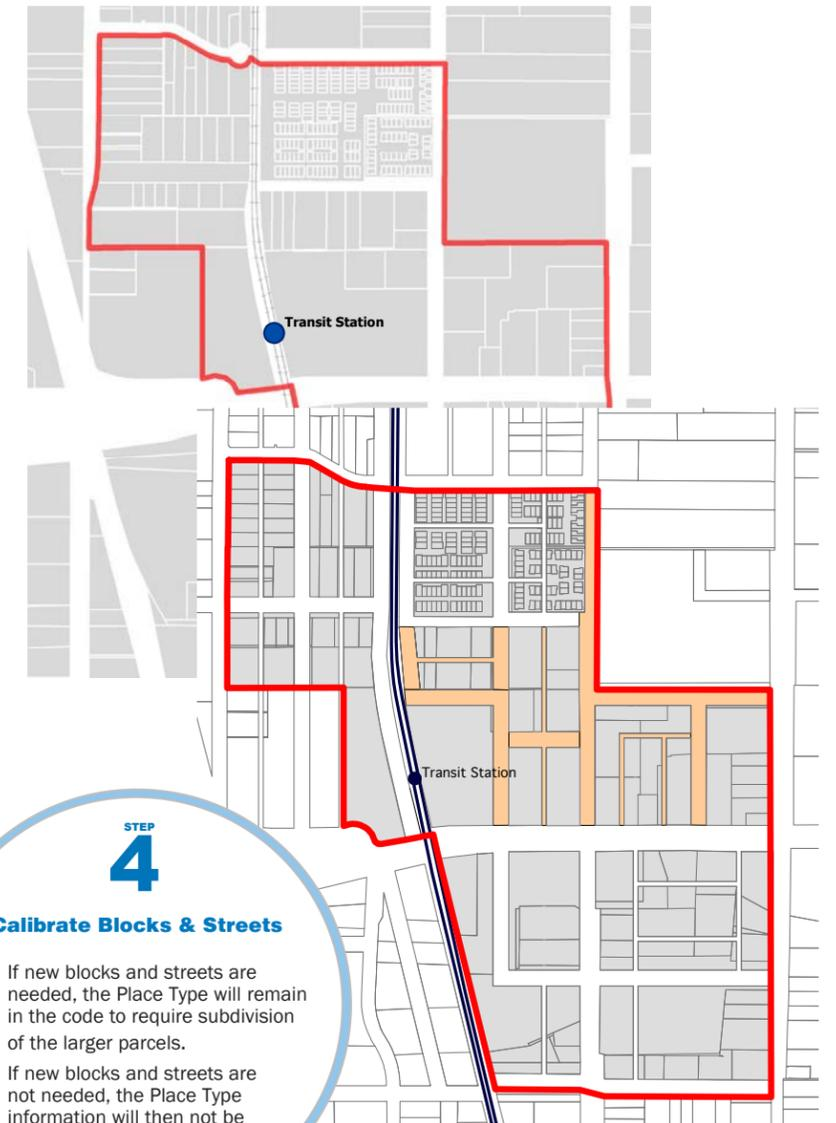 Transit Station
Transit Station
STEP
4
Calibrate Blocks & Streets
If new blocks and streets are
needed, the Place Type will remain
in the code to require subdivision
of the larger parcels.
If new blocks and streets are
not needed, the Place Type
information will then not be